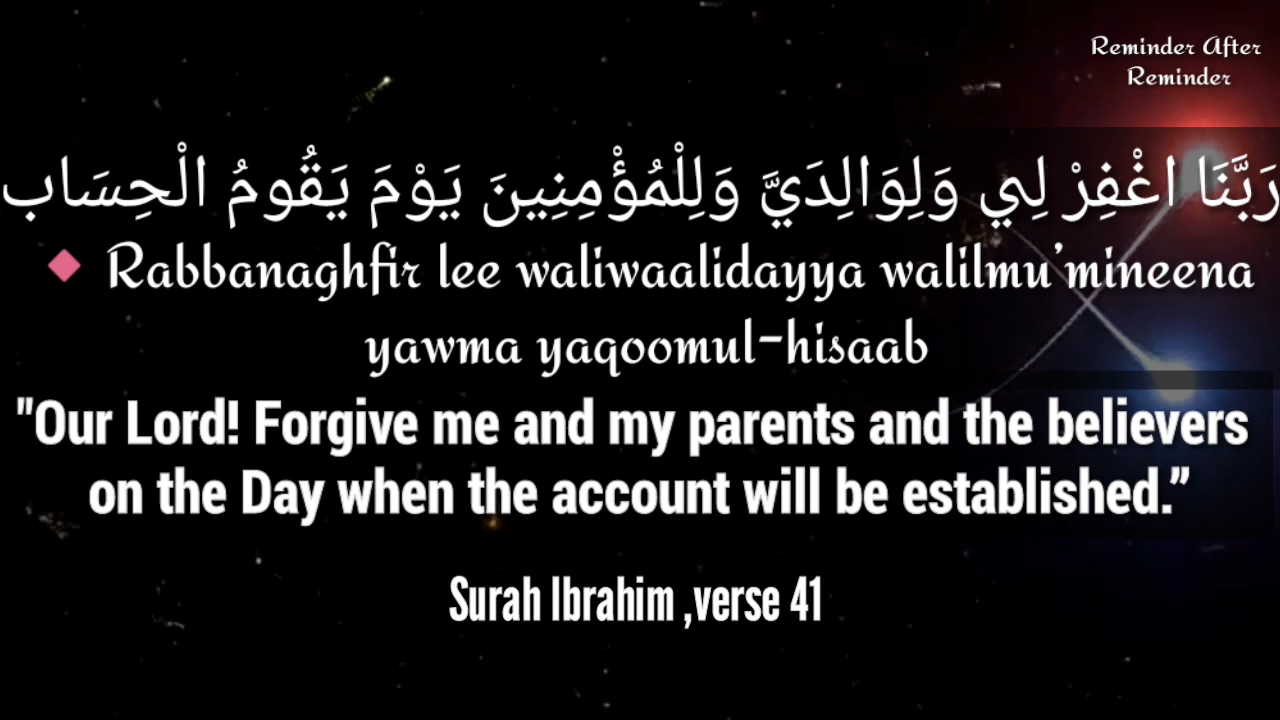 Reminder After
Reminder
رَبَّنَا اغْفِرْ لِي وَلِوَالِدَيَّ وَلِلْمُؤْمِنِينَ يَوْمَ يَقُومُ الْحِسَاب
🔸 Rabbanaghfir lee waliwaalidayya walilmu’mineena
yawma yaqoomul-hisaab
"Our Lord! Forgive me and my parents and the believers
on the Day when the account will be established.”
Surah Ibrahim ,verse 41